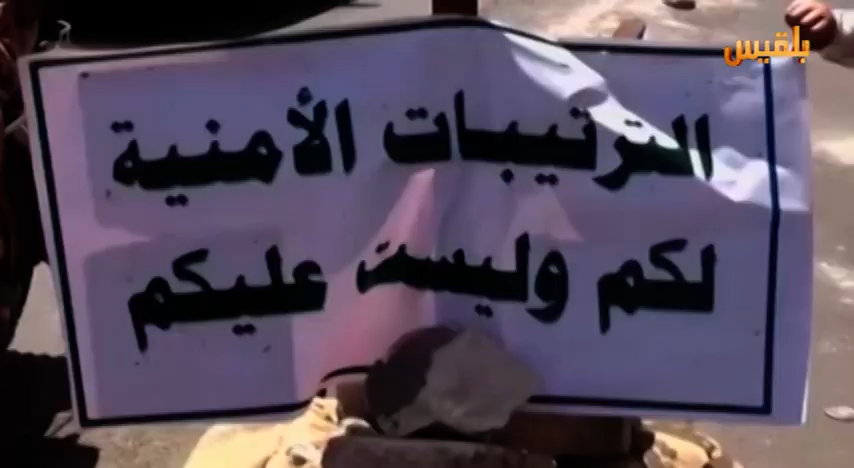 بلقيس
الترتيبات الأمنية
لكم وليست عليكم